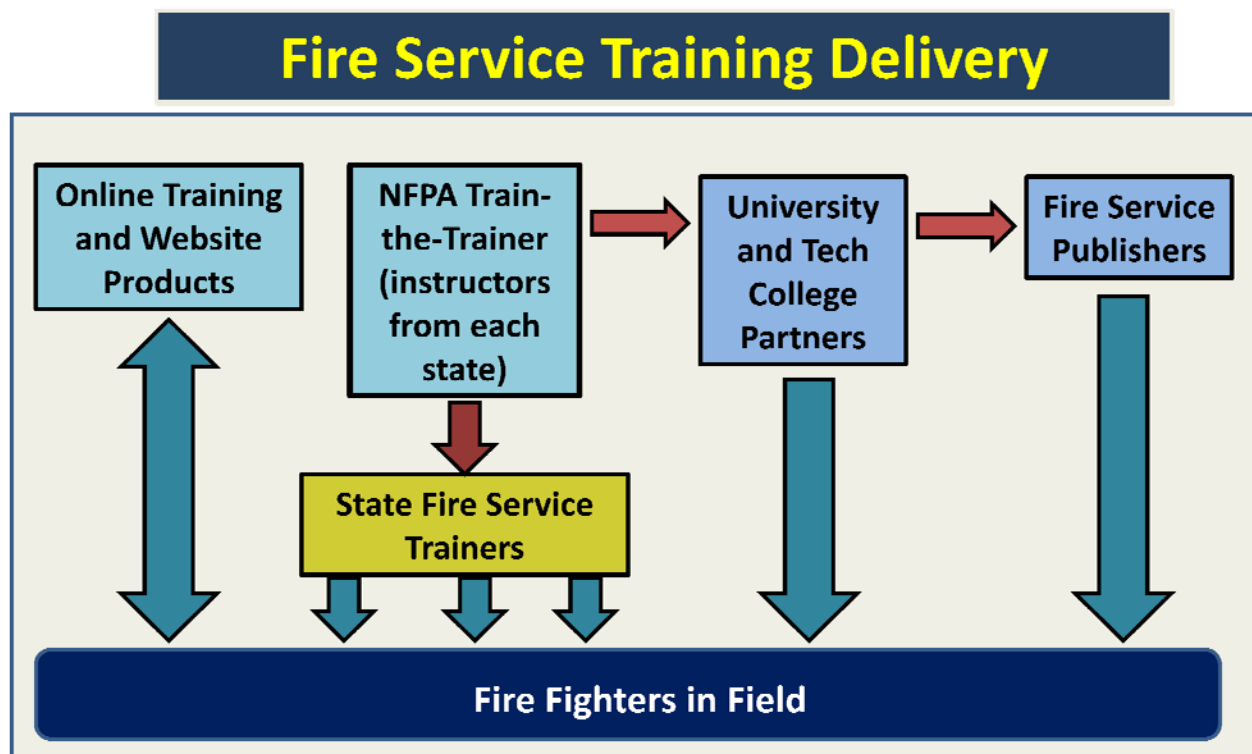 Fire Service Training Delivery
Online Training
and Website
Products
NFPA Train-
the-Trainer
(instructors
from each
state)
University
and Tech
College
Partners
Fire Service
Publishers
State Fire Service
Trainers
Fire Fighters in Field